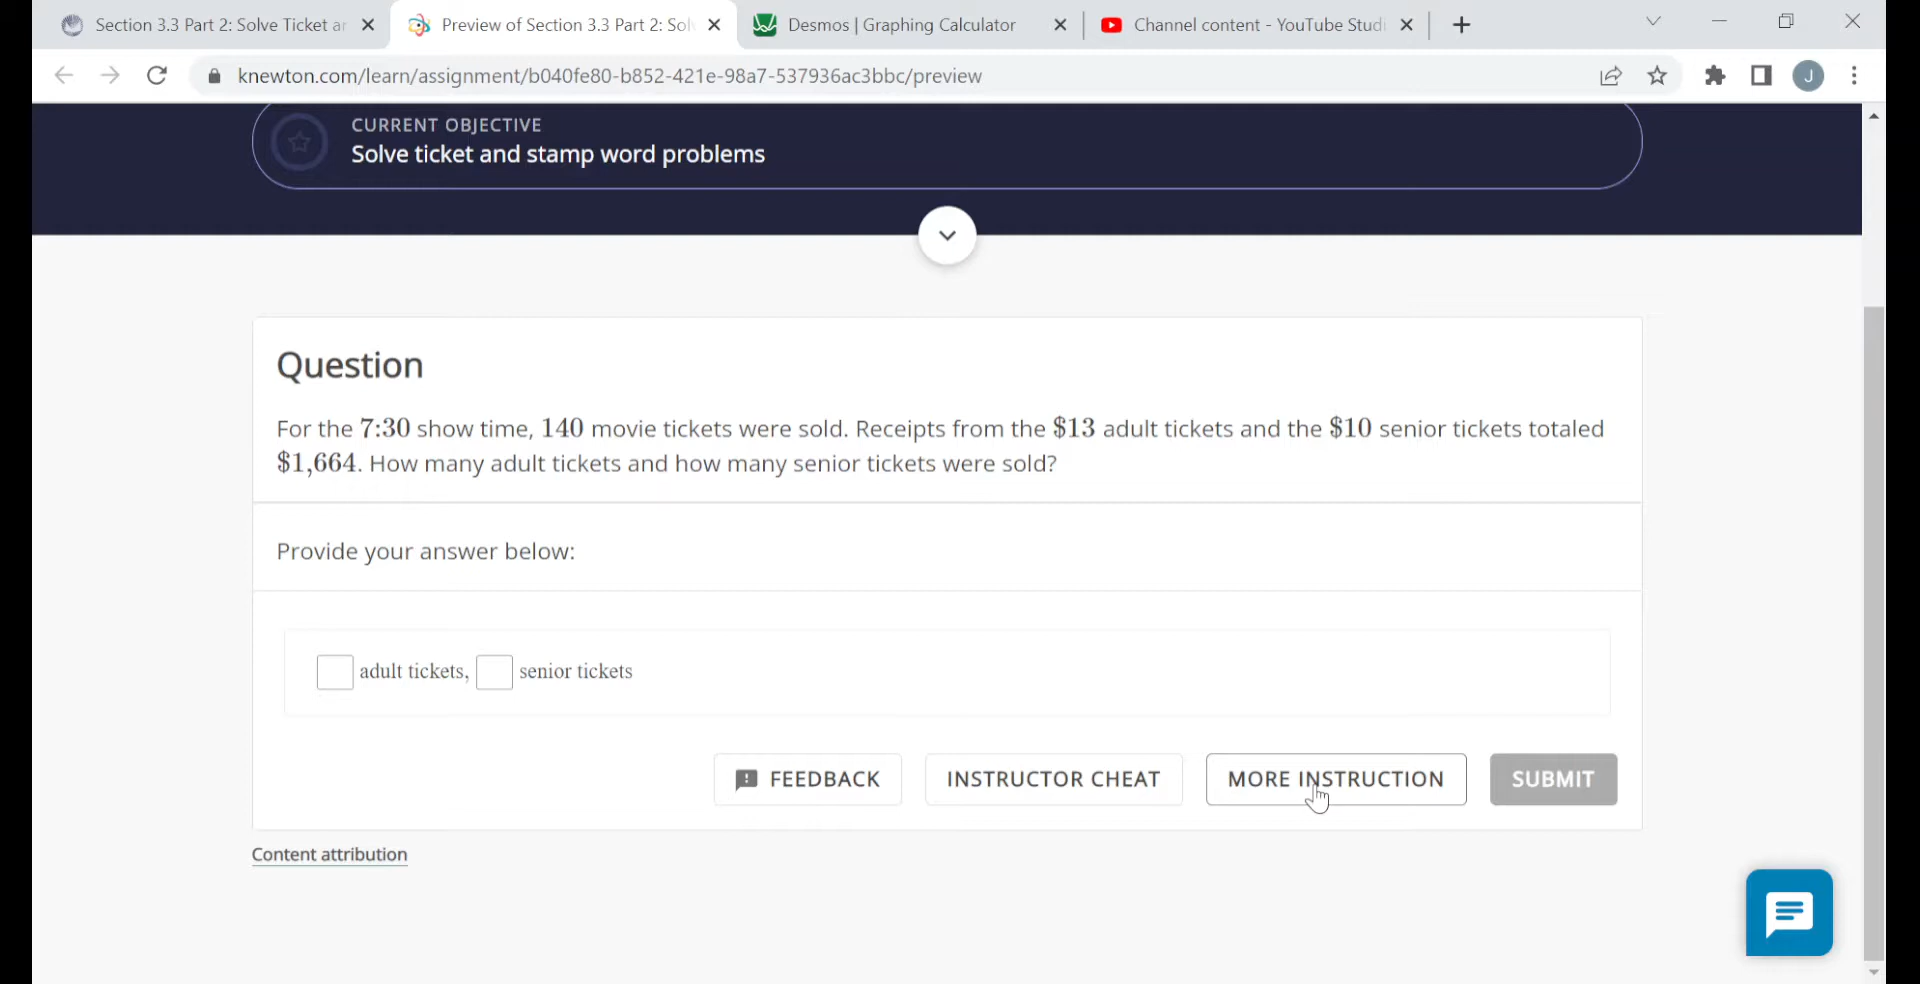 Section 3.3 Part 2: Solve Ticket ar
Preview of Section 3.3 Part 2: Sol
Desmos | Graphing Calculator
Channel content - YouTube Studi
knewton.com/learn/assignment/b040fe80-b852-421e-98a7-537936ac3bbc/preview
J
CURRENT OBJECTIVE
Solve ticket and stamp word problems
Question
For the 7:30 show time, 140 movie tickets were sold. Receipts from the $13 adult tickets and the $10 senior tickets totaled
$1,664. How many adult tickets and how many senior tickets were sold?
Provide your answer below:
adult tickets, senior tickets
FEEDBACK
INSTRUCTOR CHEAT
MORE INSTRUCTION
SUBMIT
Content attribution